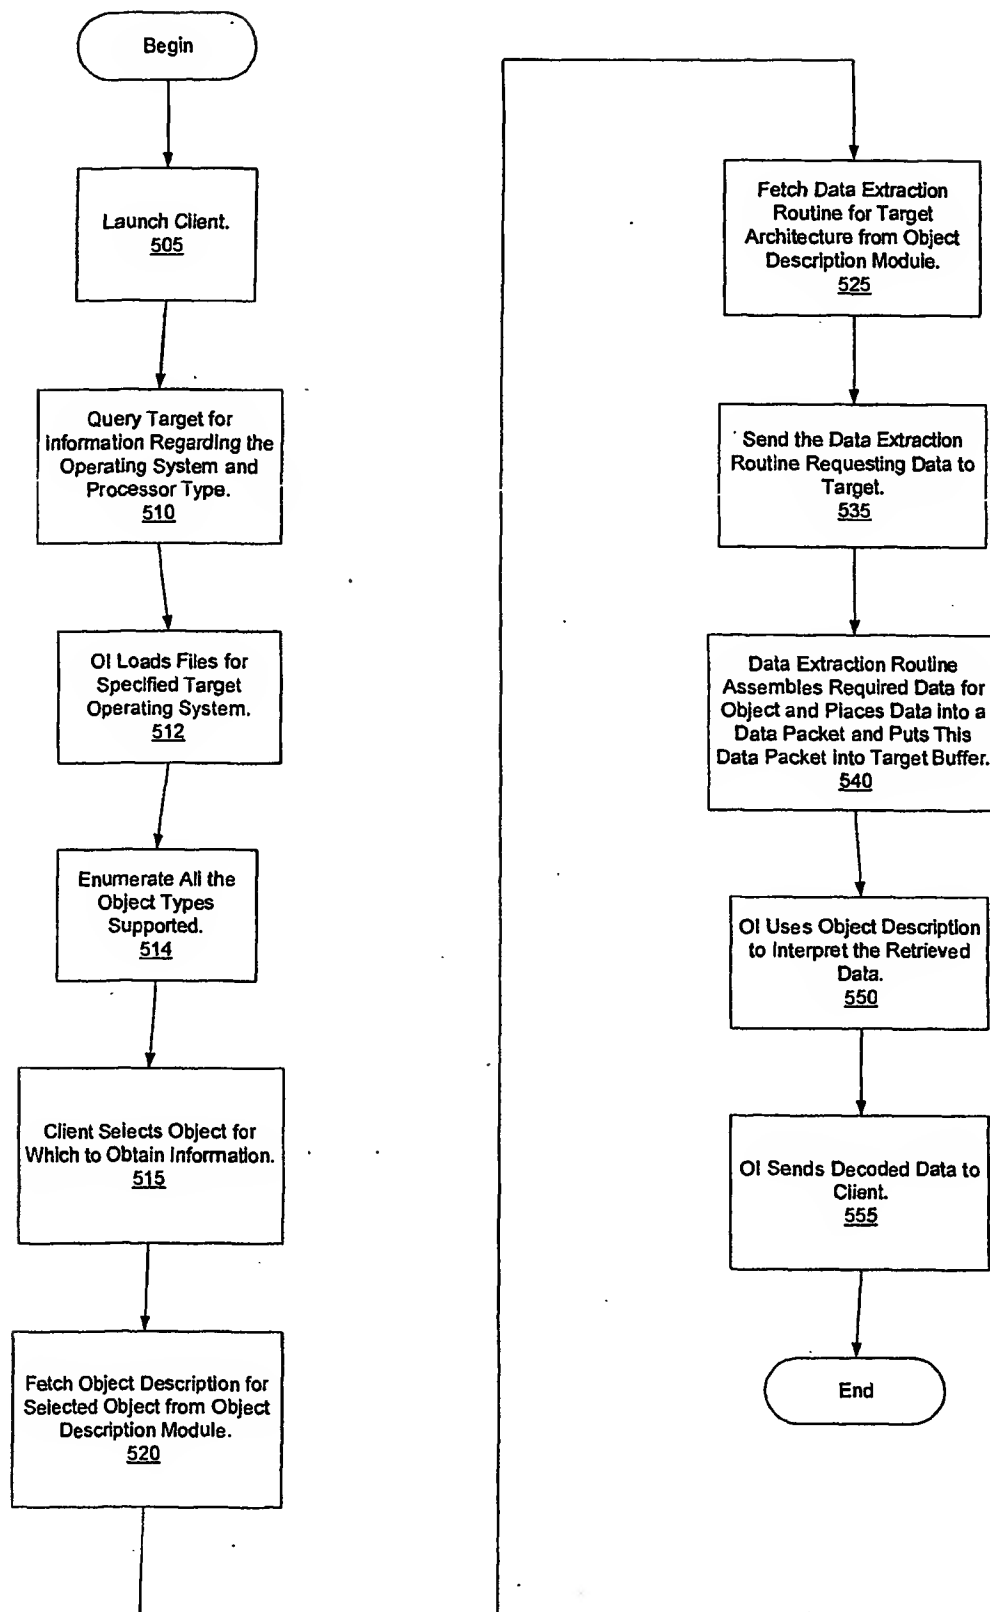 Begin
Launch Client.
505
Query Target for
Information Regarding the
Operating System and
Processor Type.
510
OI Loads Files for
Specified Target
Operating System.
512
Enumerate All the
Object Types
Supported.
514
Client Selects Object for
Which to Obtain Information.
515
Fetch Object Description for
Selected Object from Object
Description Module.
520
Fetch Data Extraction
Routine for Target
Architecture from Object
Description Module.
525
Send the Data Extraction
Routine Requesting Data to
Target.
535
Data Extraction Routine
Assembles Required Data for
Object and Places Data into a
Data Packet and Puts This
Data Packet into Target Buffer.
540
OI Uses Object Description
to Interpret the Retrieved
Data.
550
OI Sends Decoded Data to
Client.
555
End